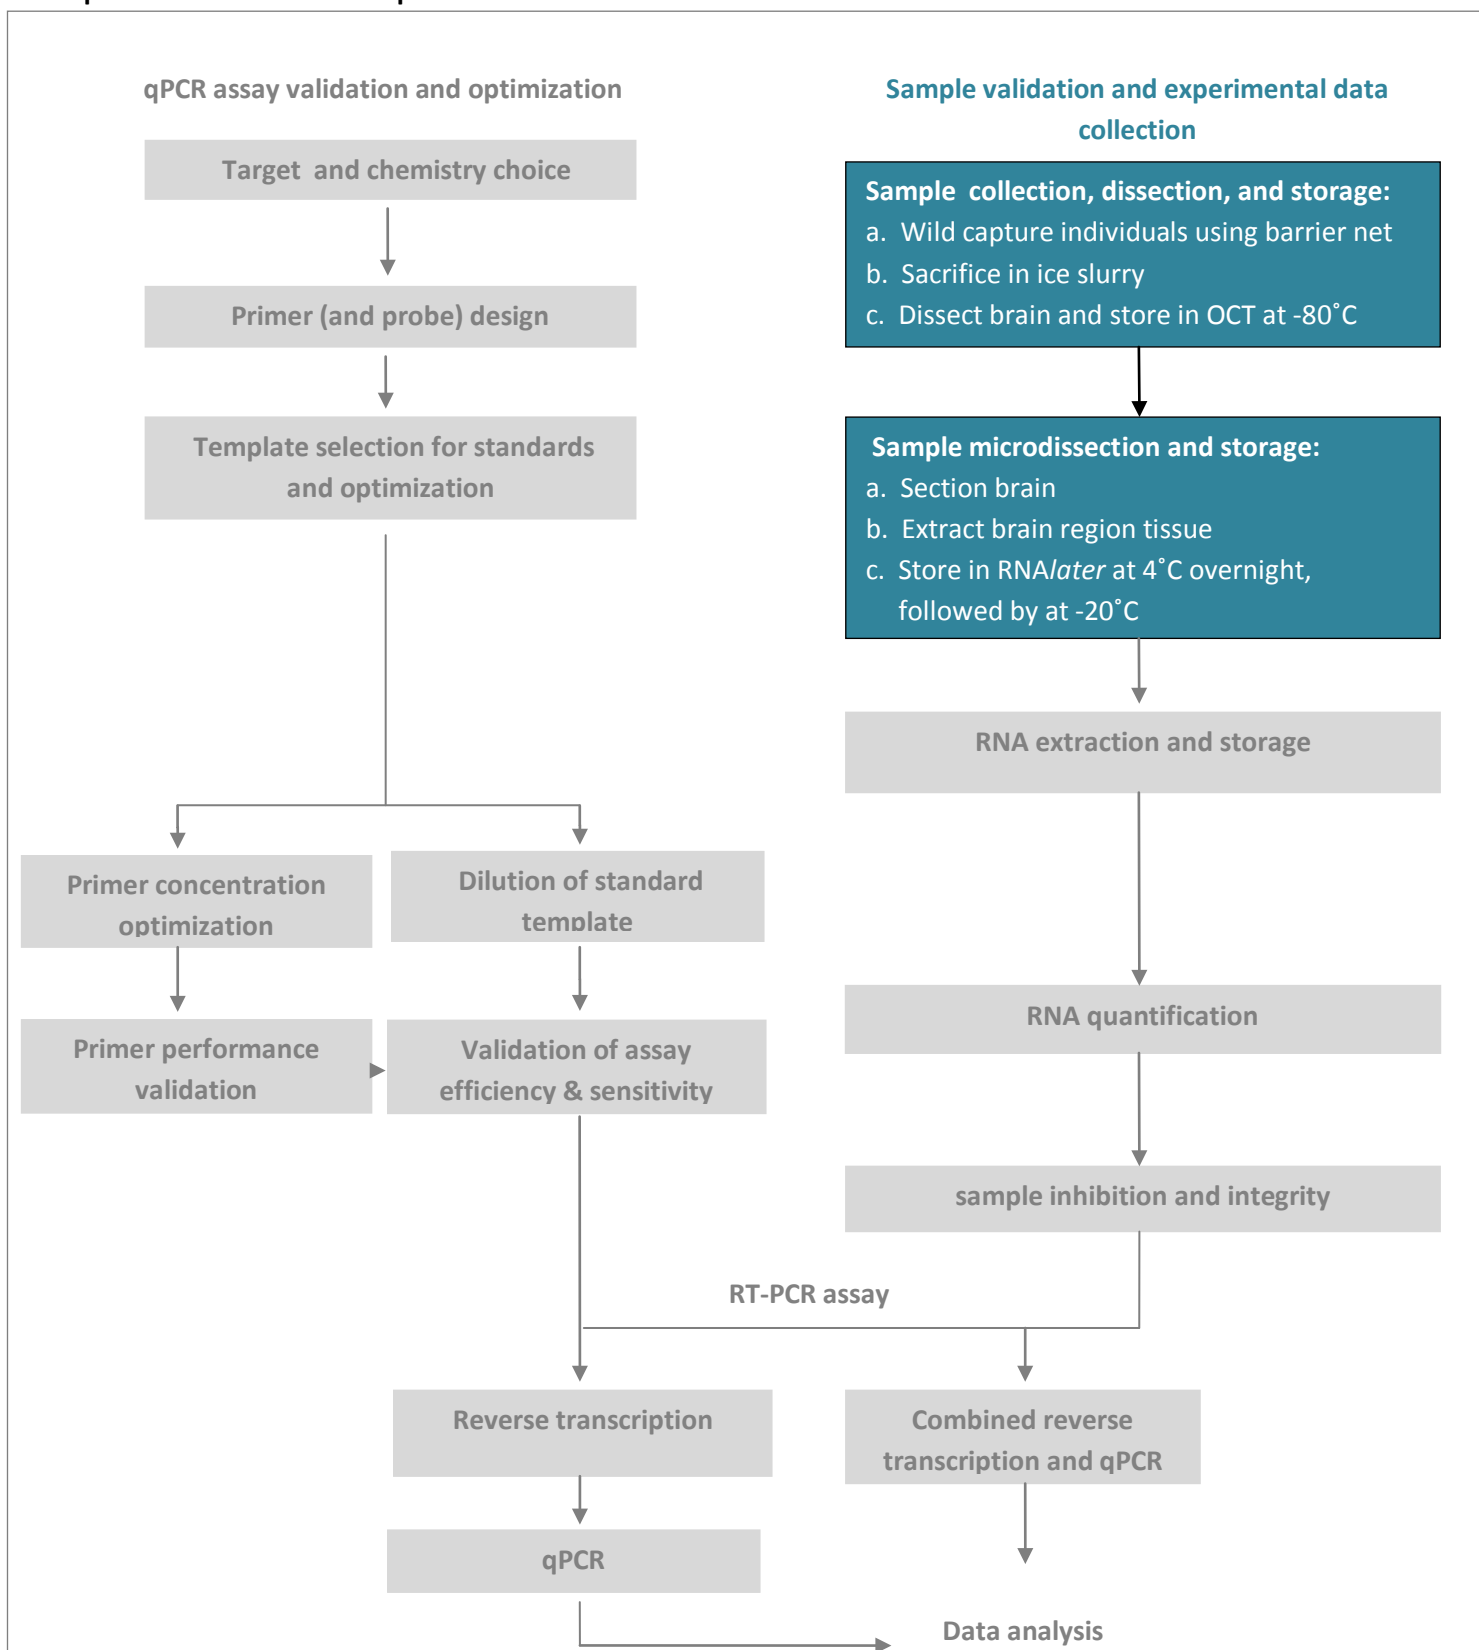 qPCR assay validation and optimization
Target and chemistry choice
Primer (and probe) design
Template selection for standards
and optimization
Primer concentration
optimization
Dilution of standard
template
Primer performance
validation
Validation of assay
efficiency & sensitivity
Sample validation and experimental data
collection
Sample collection, dissection, and storage:
a. Wild capture individuals using barrier net
b. Sacrifice in ice slurry
c. Dissect brain and store in OCT at -80˚C
Sample microdissection and storage:
a. Section brain
b. Extract brain region tissue
c. Store in RNAlater at 4˚C overnight,
followed by at -20˚C
RNA extraction and storage
RNA quantification
sample inhibition and integrity
RT-PCR assay
Reverse transcription
Combined reverse
transcription and qPCR
qPCR
Data analysis